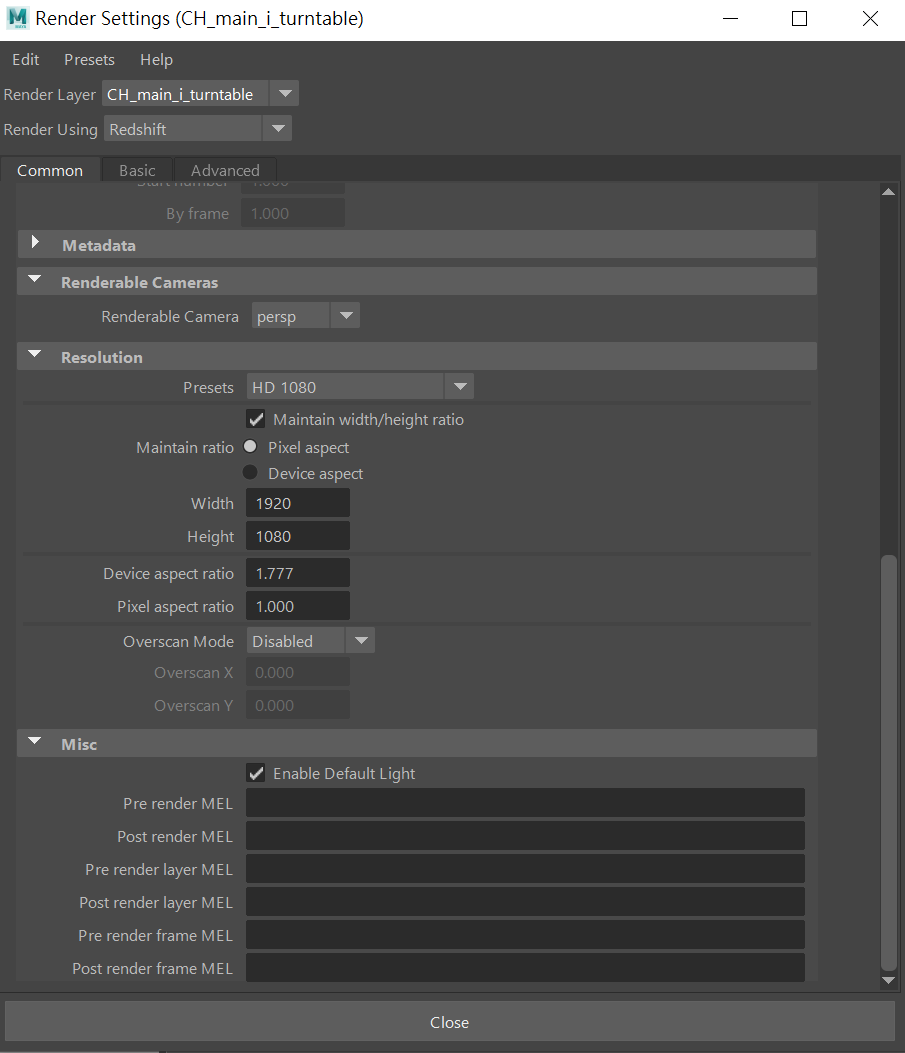 Render Settings (CH_main_i_turntable)
Edit Presets Help
Render Layer CH_main_i_turntable
Render Using Redshift
Common Basic Advanced
Start number 1.000
By frame 1.000
Metadata
Renderable Cameras
Renderable Camera persp
Resolution
Presets HD 1080
Maintain width/height ratio
Maintain ratio Pixel aspect
Device aspect
Width 1920
Height 1080
Device aspect ratio 1.777
Pixel aspect ratio 1.000
Overscan Mode Disabled
Overscan X 0.000
Overscan Y 0.000
Misc
Enable Default Light
Pre render MEL
Post render MEL
Pre render layer MEL
Post render layer MEL
Pre render frame MEL
Post render frame MEL
Close